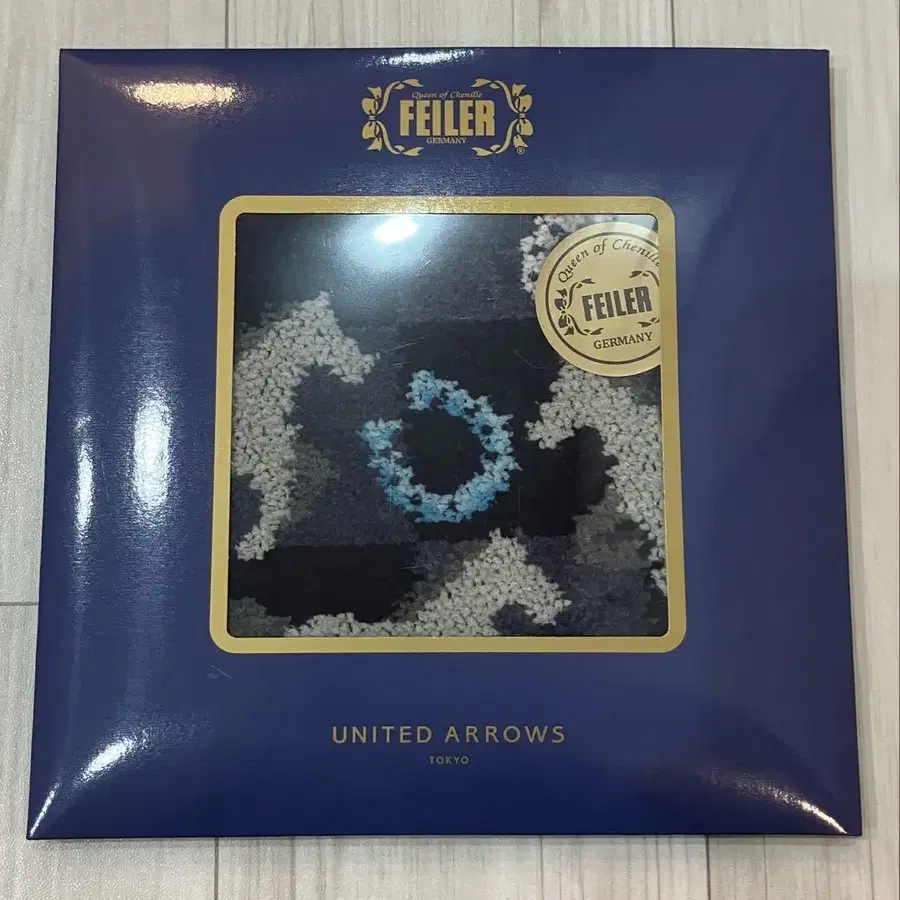 Queen of Chenille
FEILER
GERMANY
®
Queen of Chenille
FEILER
GERMANY
UNITED ARROWS
TOKYO